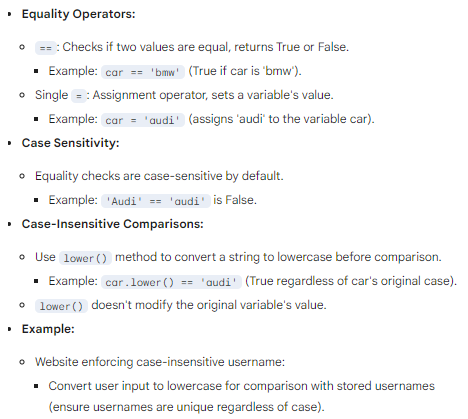 Equality Operators:
== : Checks if two values are equal, returns True or False.
Example: car == 'bmw' (True if car is 'bmw').
Single = : Assignment operator, sets a variable's value.
Example: car = 'audi' (assigns 'audi' to the variable car).
Case Sensitivity:
Equality checks are case-sensitive by default.
Example: 'Audi' == 'audi' is False.
Case-Insensitive Comparisons:
Use lower() method to convert a string to lowercase before comparison.
Example: car.lower() == 'audi' (True regardless of car's original case).
lower() doesn't modify the original variable's value.
Example:
Website enforcing case-insensitive username:
Convert user input to lowercase for comparison with stored usernames
(ensure usernames are unique regardless of case).